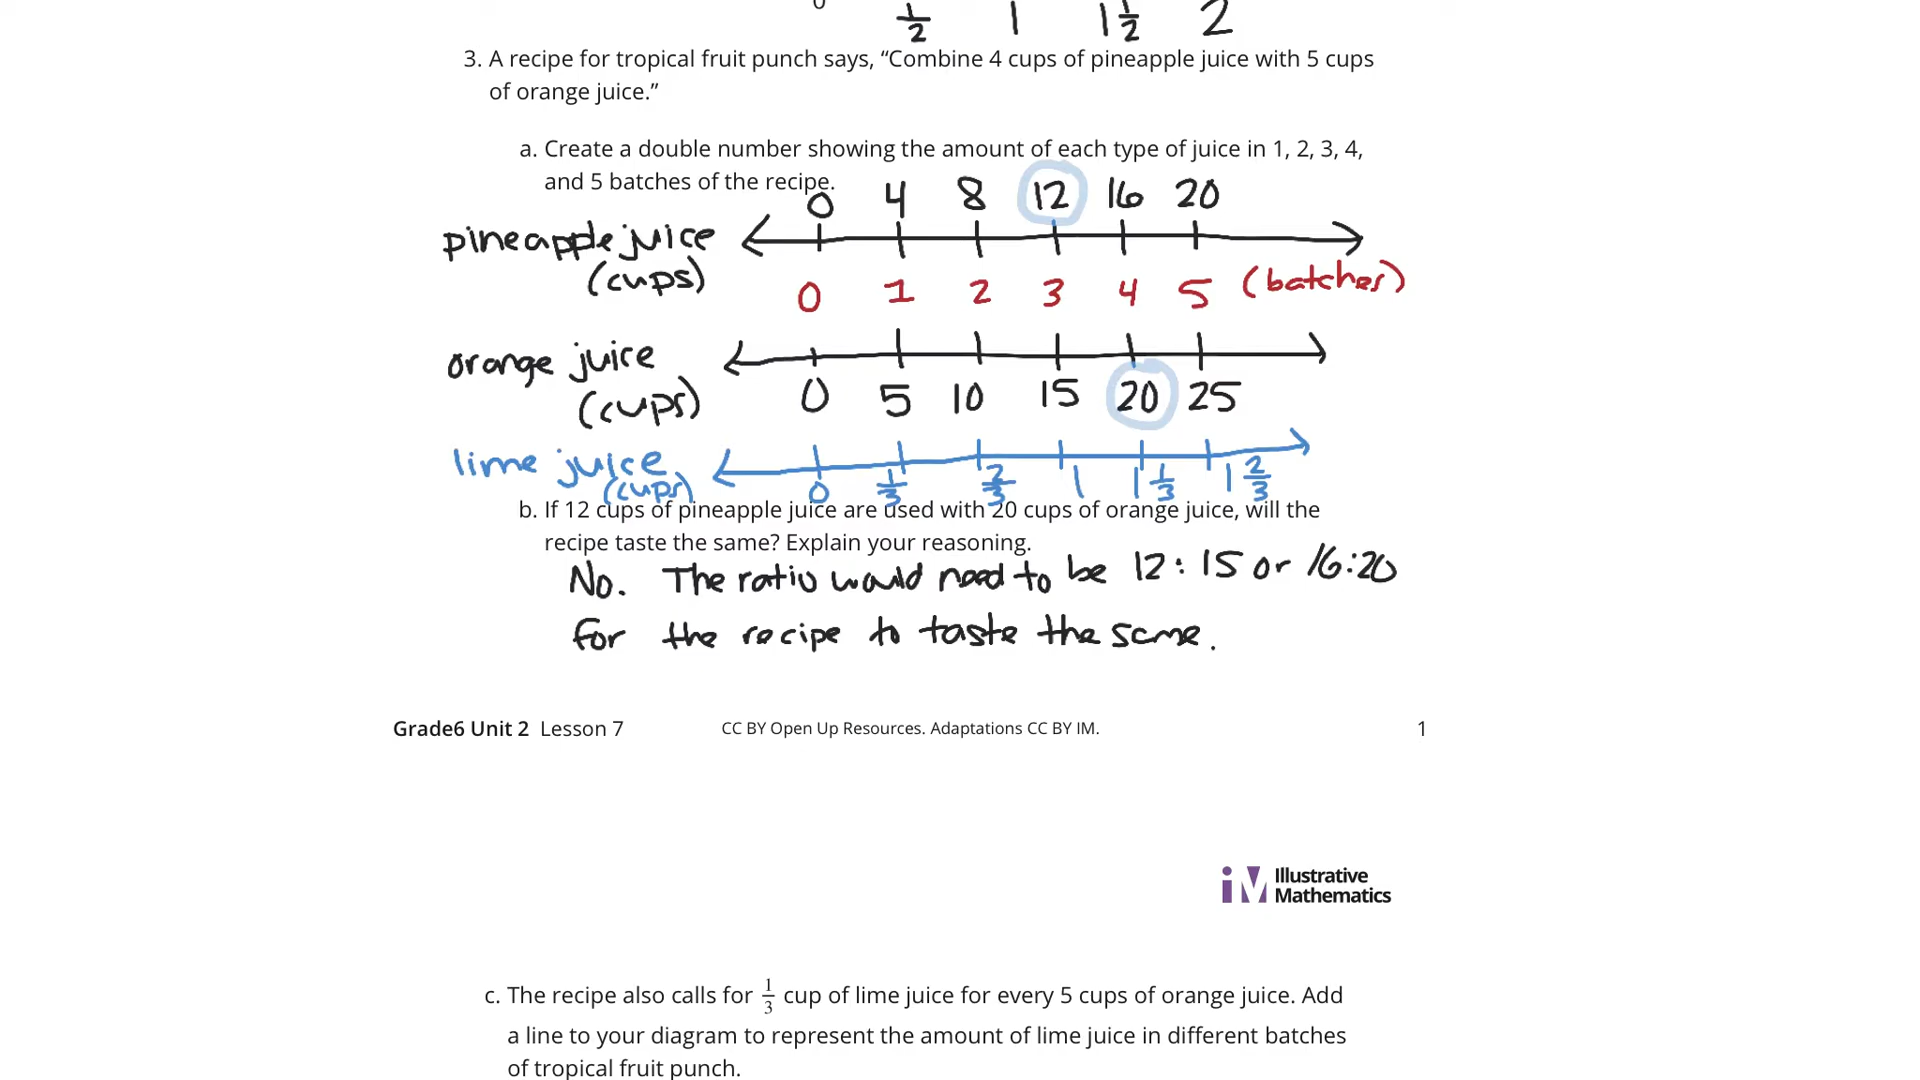 0
1/2 1 1 1/2 2
3. A recipe for tropical fruit punch says, “Combine 4 cups of pineapple juice with 5 cups
of orange juice.”
a. Create a double number showing the amount of each type of juice in 1, 2, 3, 4,
and 5 batches of the recipe.
0 4 8 12 16 20
pineapple juice
(cups)
0 1 2 3 4 5 (batches)
orange juice
(cups)
0 5 10 15 20 25
lime juice
(cups)
0 1/3 2/3 1 1 1/3 1 2/3
b. If 12 cups of pineapple juice are used with 20 cups of orange juice, will the
recipe taste the same? Explain your reasoning.
No. The ratio would need to be 12:15 or 16:20
for the recipe to taste the same.
Grade6 Unit 2 Lesson 7 CC BY Open Up Resources. Adaptations CC BY IM. 1
iM Illustrative
Mathematics
c. The recipe also calls for 1/3 cup of lime juice for every 5 cups of orange juice. Add
a line to your diagram to represent the amount of lime juice in different batches
of tropical fruit punch.